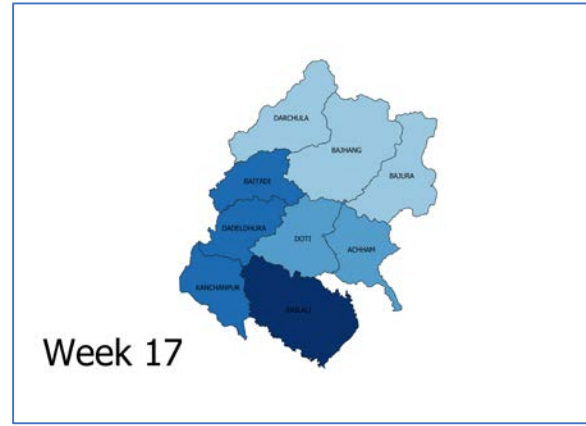 DARCHULA
BAJHANG
BAJURA
BAITADI
DADELDHURA
DOTI
ACHHAM
KANCHANPUR
KAILALI
Week 17